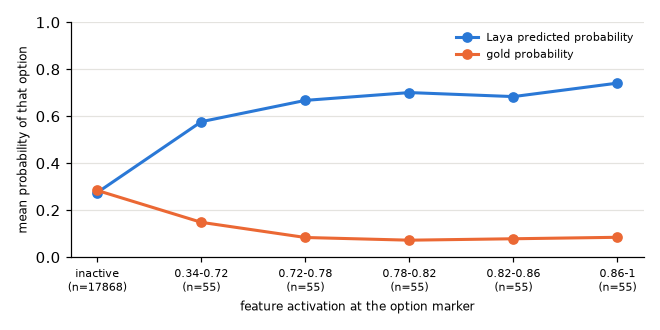 1.0
0.8
0.6
0.4
0.2
0.0
mean probability of that option
Laya predicted probability
gold probability
inactive
(n=17868)
0.34-0.72
(n=55)
0.72-0.78
(n=55)
0.78-0.82
(n=55)
0.82-0.86
(n=55)
0.86-1
(n=55)
feature activation at the option marker